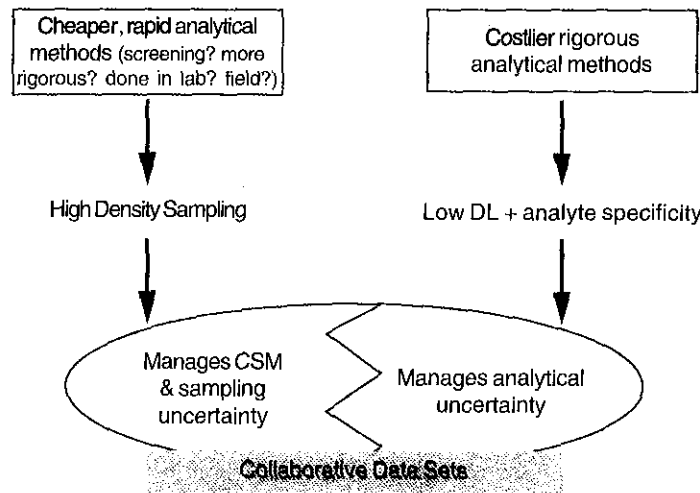 Cheaper, rapid analytical
methods (screening? more
rigorous? done in lab? field?)
Costlier rigorous
analytical methods
High Density Sampling
Low DL + analyte specificity
Manages CSM
& sampling
uncertainty
Manages analytical
uncertainty
Collaborative Data Sets